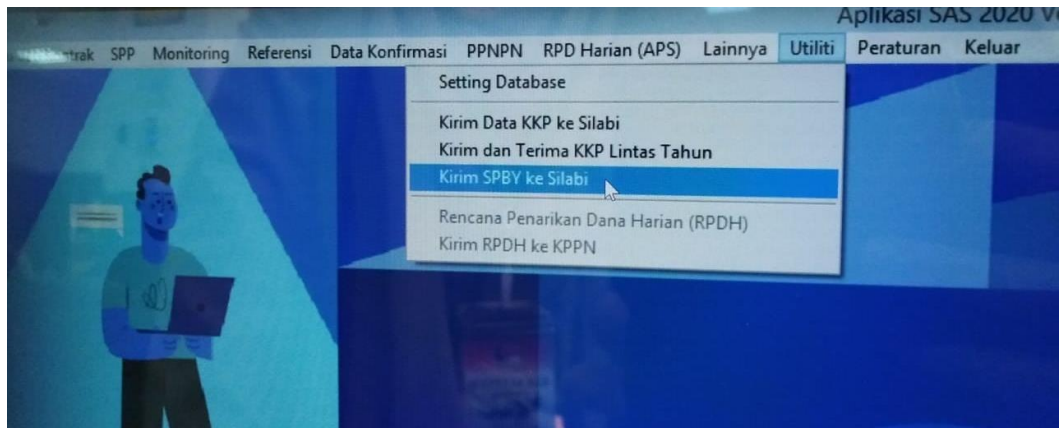 Aplikasi SAS 2020
SPP Monitoring Referensi Data Konfirmasi PPNPN RPD Harian (APS) Lainnya Utiliti Peraturan Keluar
Setting Database
Kirim Data KKP ke Silabi
Kirim dan Terima KKP Lintas Tahun
Kirim SPBY ke Silabi
Rencana Penarikan Dana Harian (RPDH)
Kirim RPDH ke KPPN